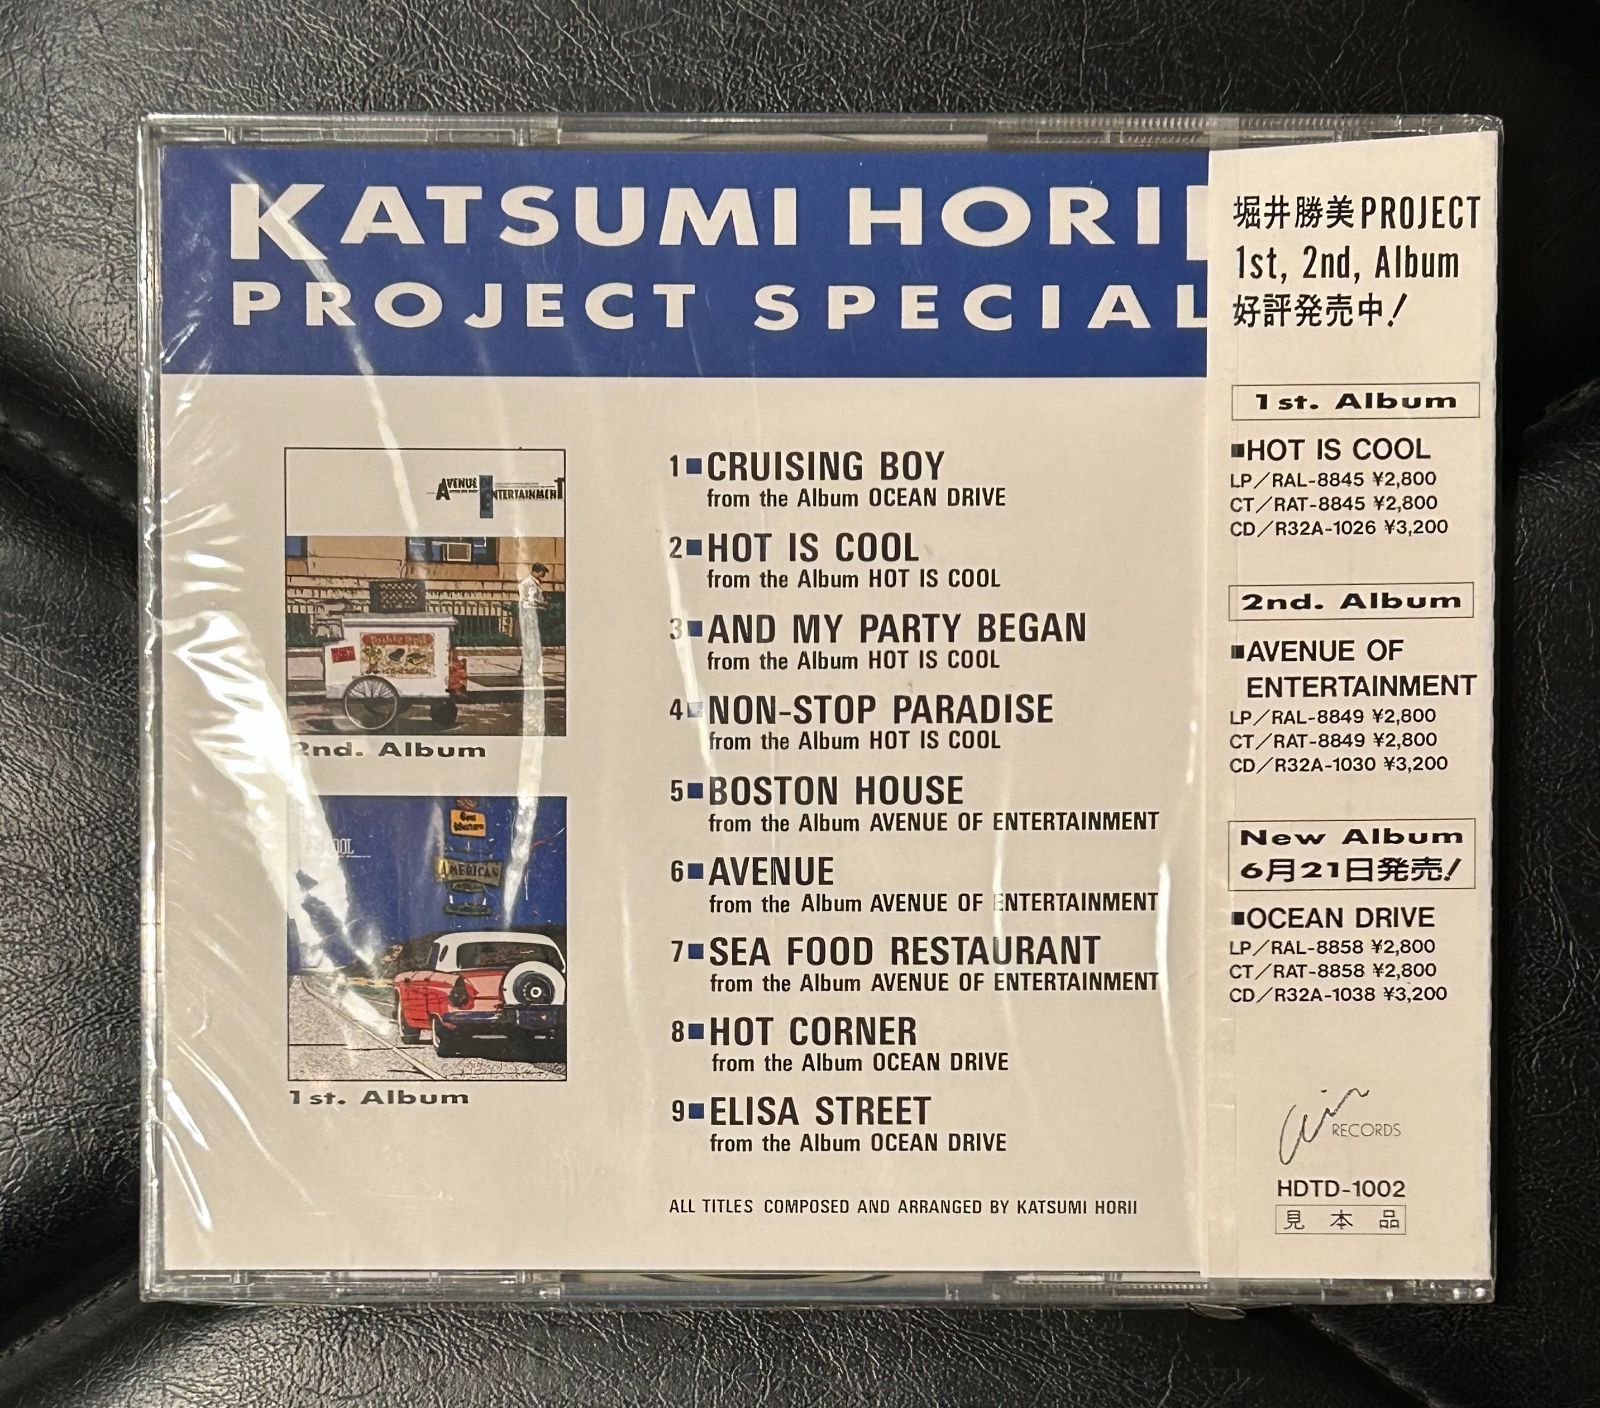 KATSUMI HORII
PROJECT SPECIAL
AVENUE OF
ENTERTAINMENT
2nd. Album
AMERICAN
1st. Album
1■CRUISING BOY
from the Album OCEAN DRIVE
2■HOT IS COOL
from the Album HOT IS COOL
3■AND MY PARTY BEGAN
from the Album HOT IS COOL
4■NON-STOP PARADISE
from the Album HOT IS COOL
5■BOSTON HOUSE
from the Album AVENUE OF ENTERTAINMENT
6■AVENUE
from the Album AVENUE OF ENTERTAINMENT
7■SEA FOOD RESTAURANT
from the Album AVENUE OF ENTERTAINMENT
8■HOT CORNER
from the Album OCEAN DRIVE
9■ELISA STREET
from the Album OCEAN DRIVE
ALL TITLES COMPOSED AND ARRANGED BY KATSUMI HORII
堀井勝美PROJECT
1st, 2nd, Album
好評発売中!
1st. Album
■HOT IS COOL
LP/RAL-8845 ¥2,800
CT/RAT-8845 ¥2,800
CD/R32A-1026 ¥3,200
2nd. Album
■AVENUE OF
ENTERTAINMENT
LP/RAL-8849 ¥2,800
CT/RAT-8849 ¥2,800
CD/R32A-1030 ¥3,200
New Album
6月21日発売!
■OCEAN DRIVE
LP/RAL-8858 ¥2,800
CT/RAT-8858 ¥2,800
CD/R32A-1038 ¥3,200
air RECORDS
HDTD-1002
見本品